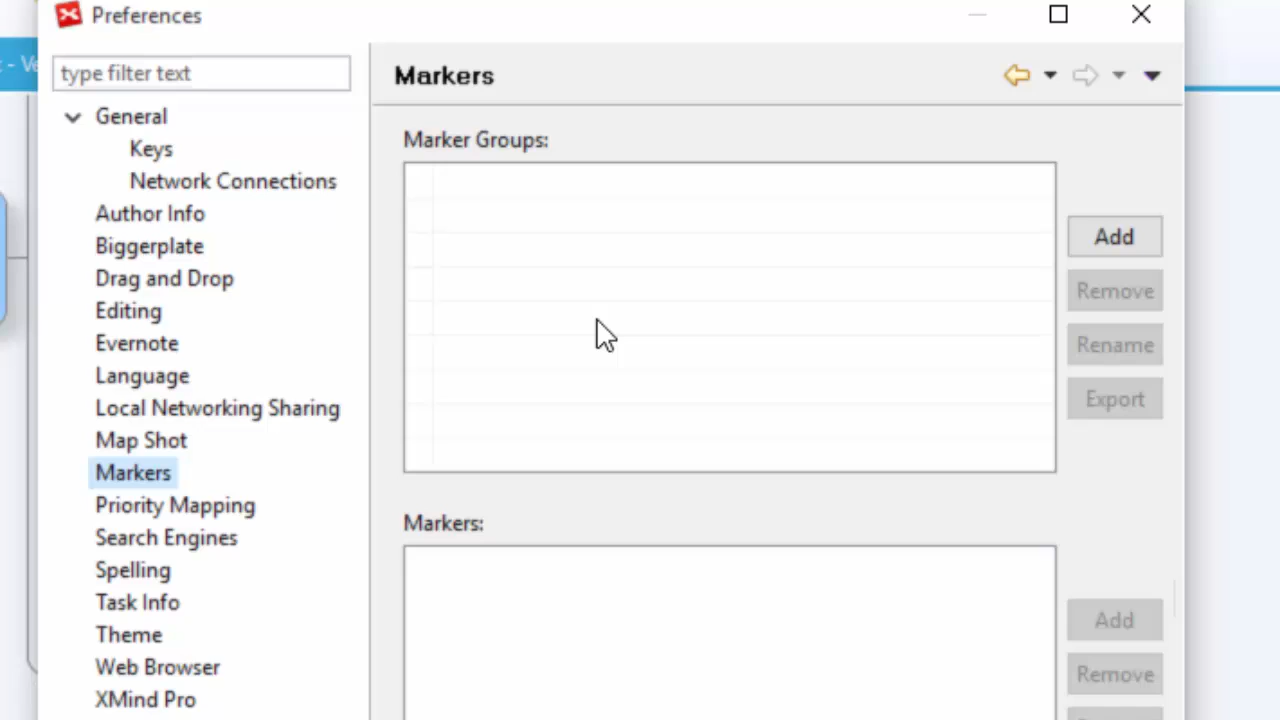 Preferences
- Ve
type filter text
General
Keys
Network Connections
Author Info
Biggerplate
Drag and Drop
Editing
Evernote
Language
Local Networking Sharing
Map Shot
Markers
Priority Mapping
Search Engines
Spelling
Task Info
Theme
Web Browser
XMind Pro
Markers
Marker Groups:
Add
Remove
Rename
Export
Markers:
Add
Remove